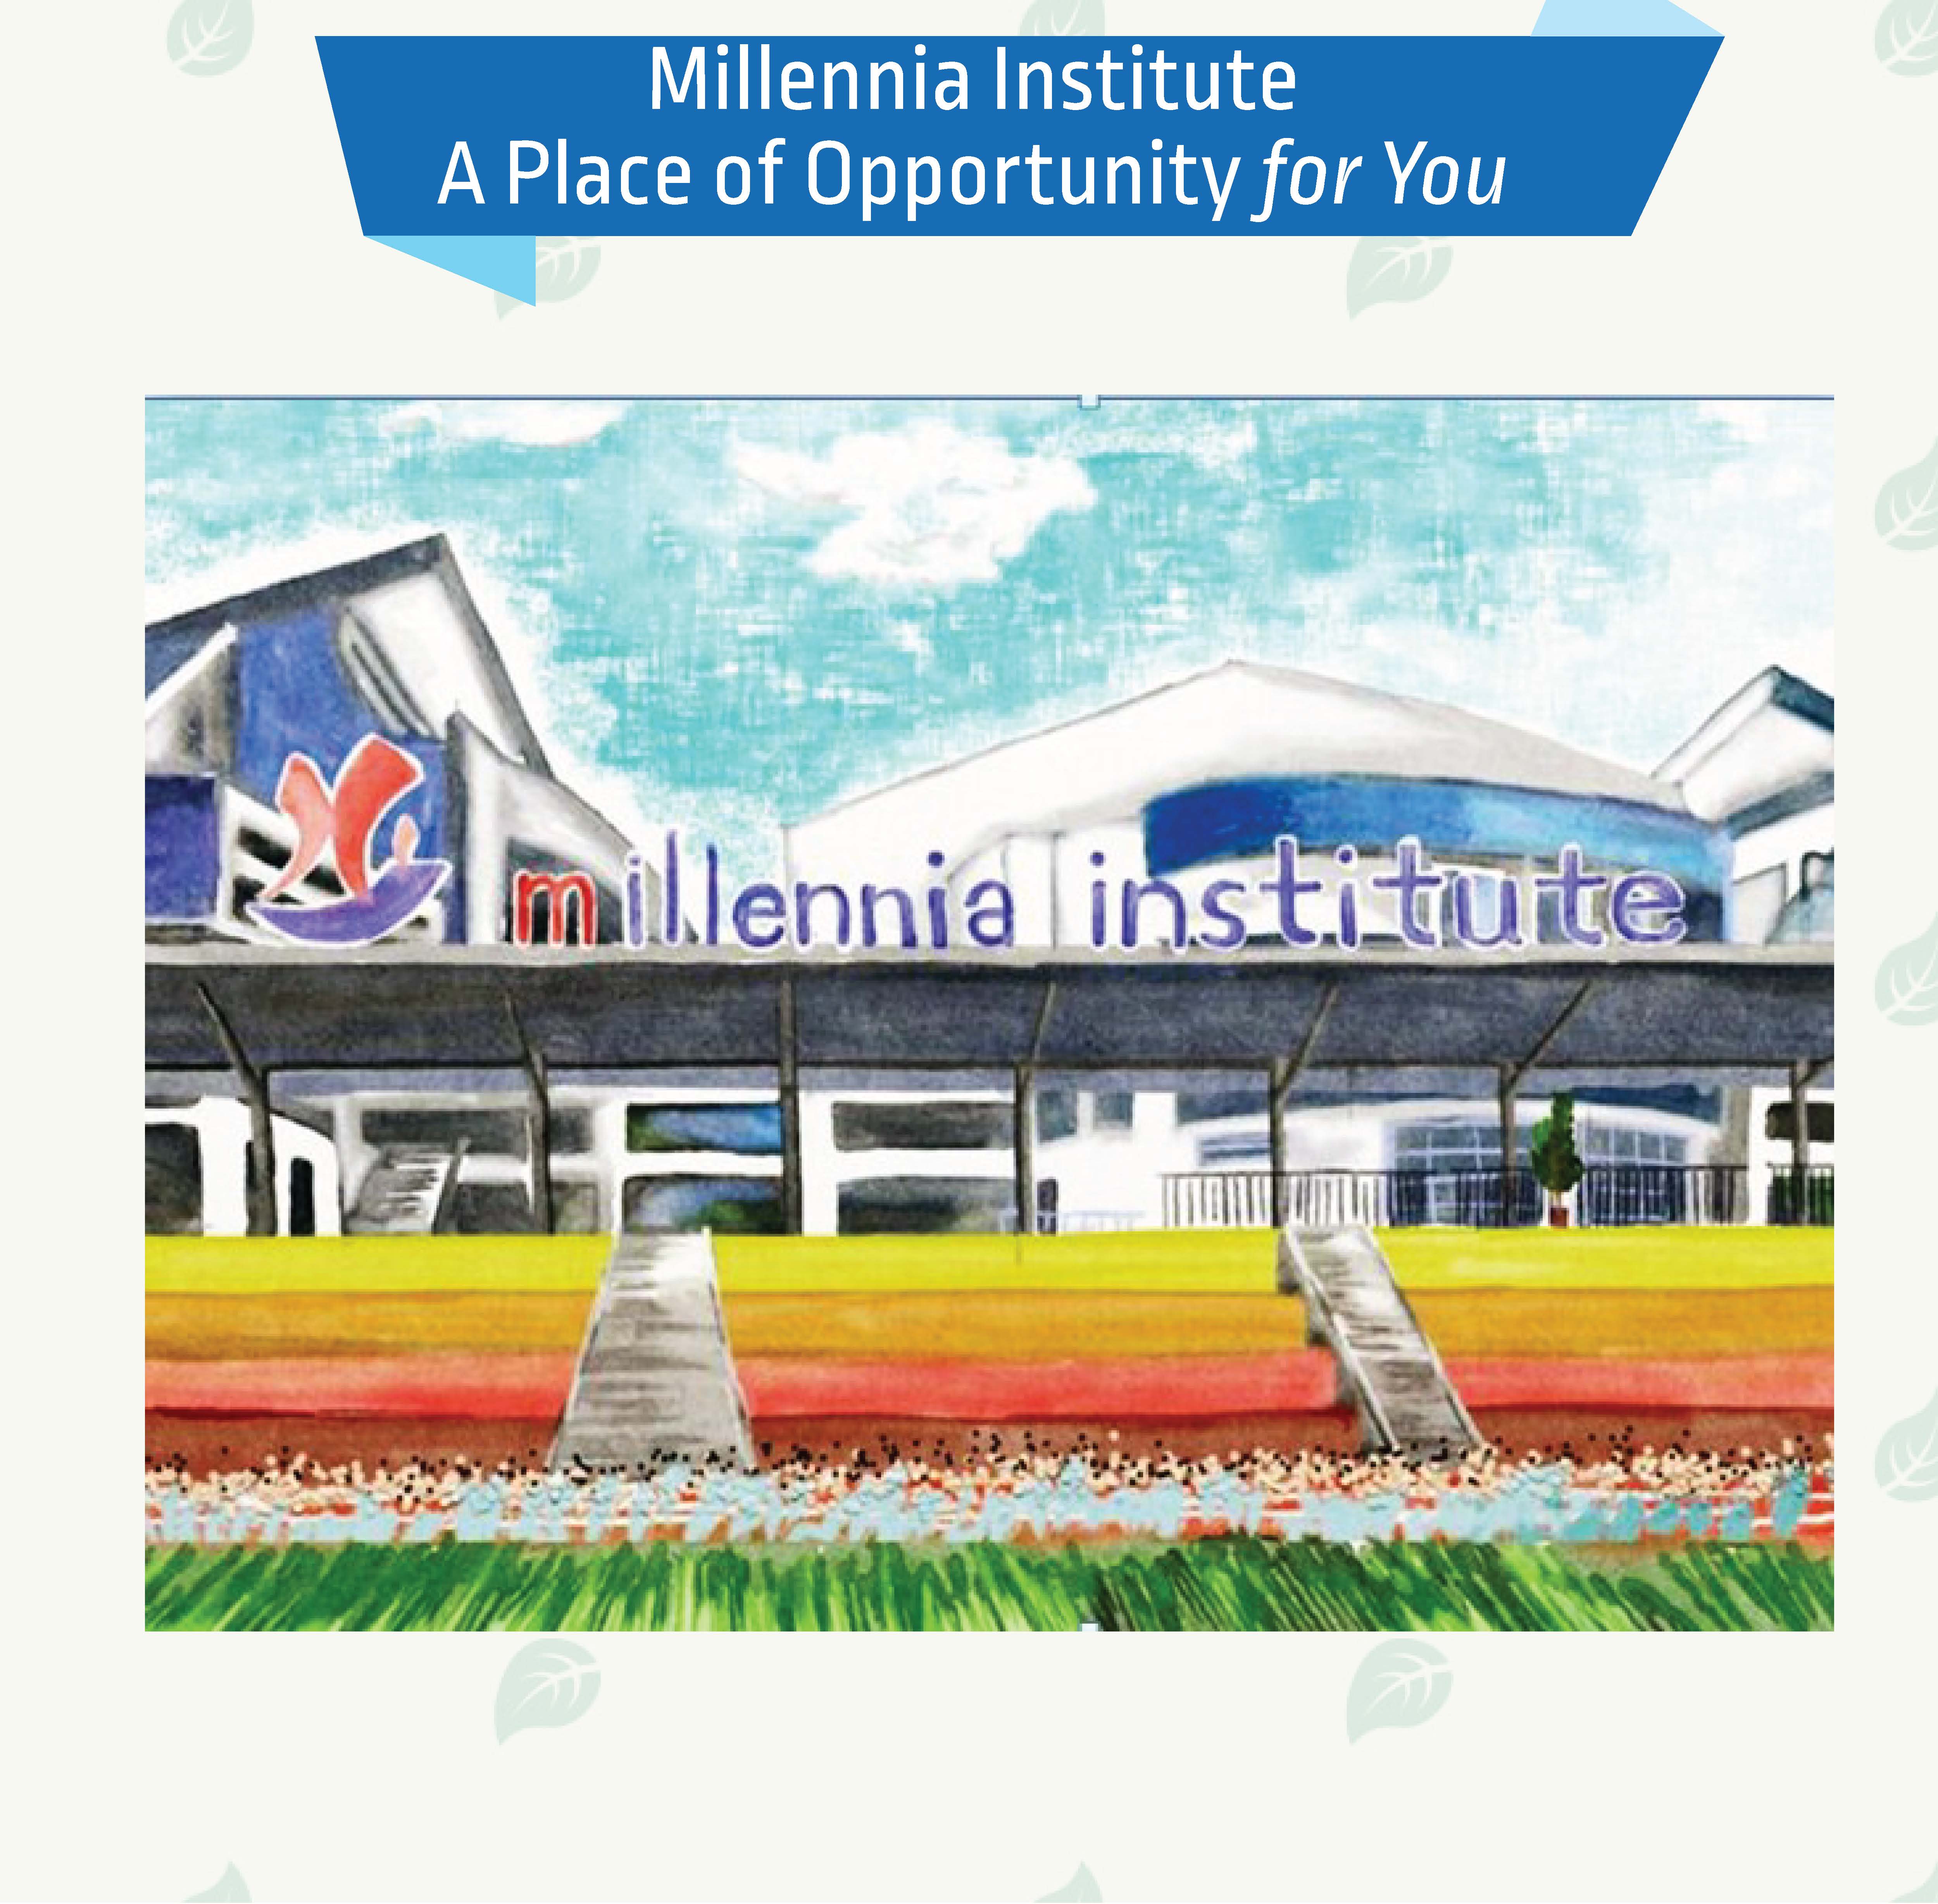 Millennia Institute
A Place of Opportunity for You
millennia institute